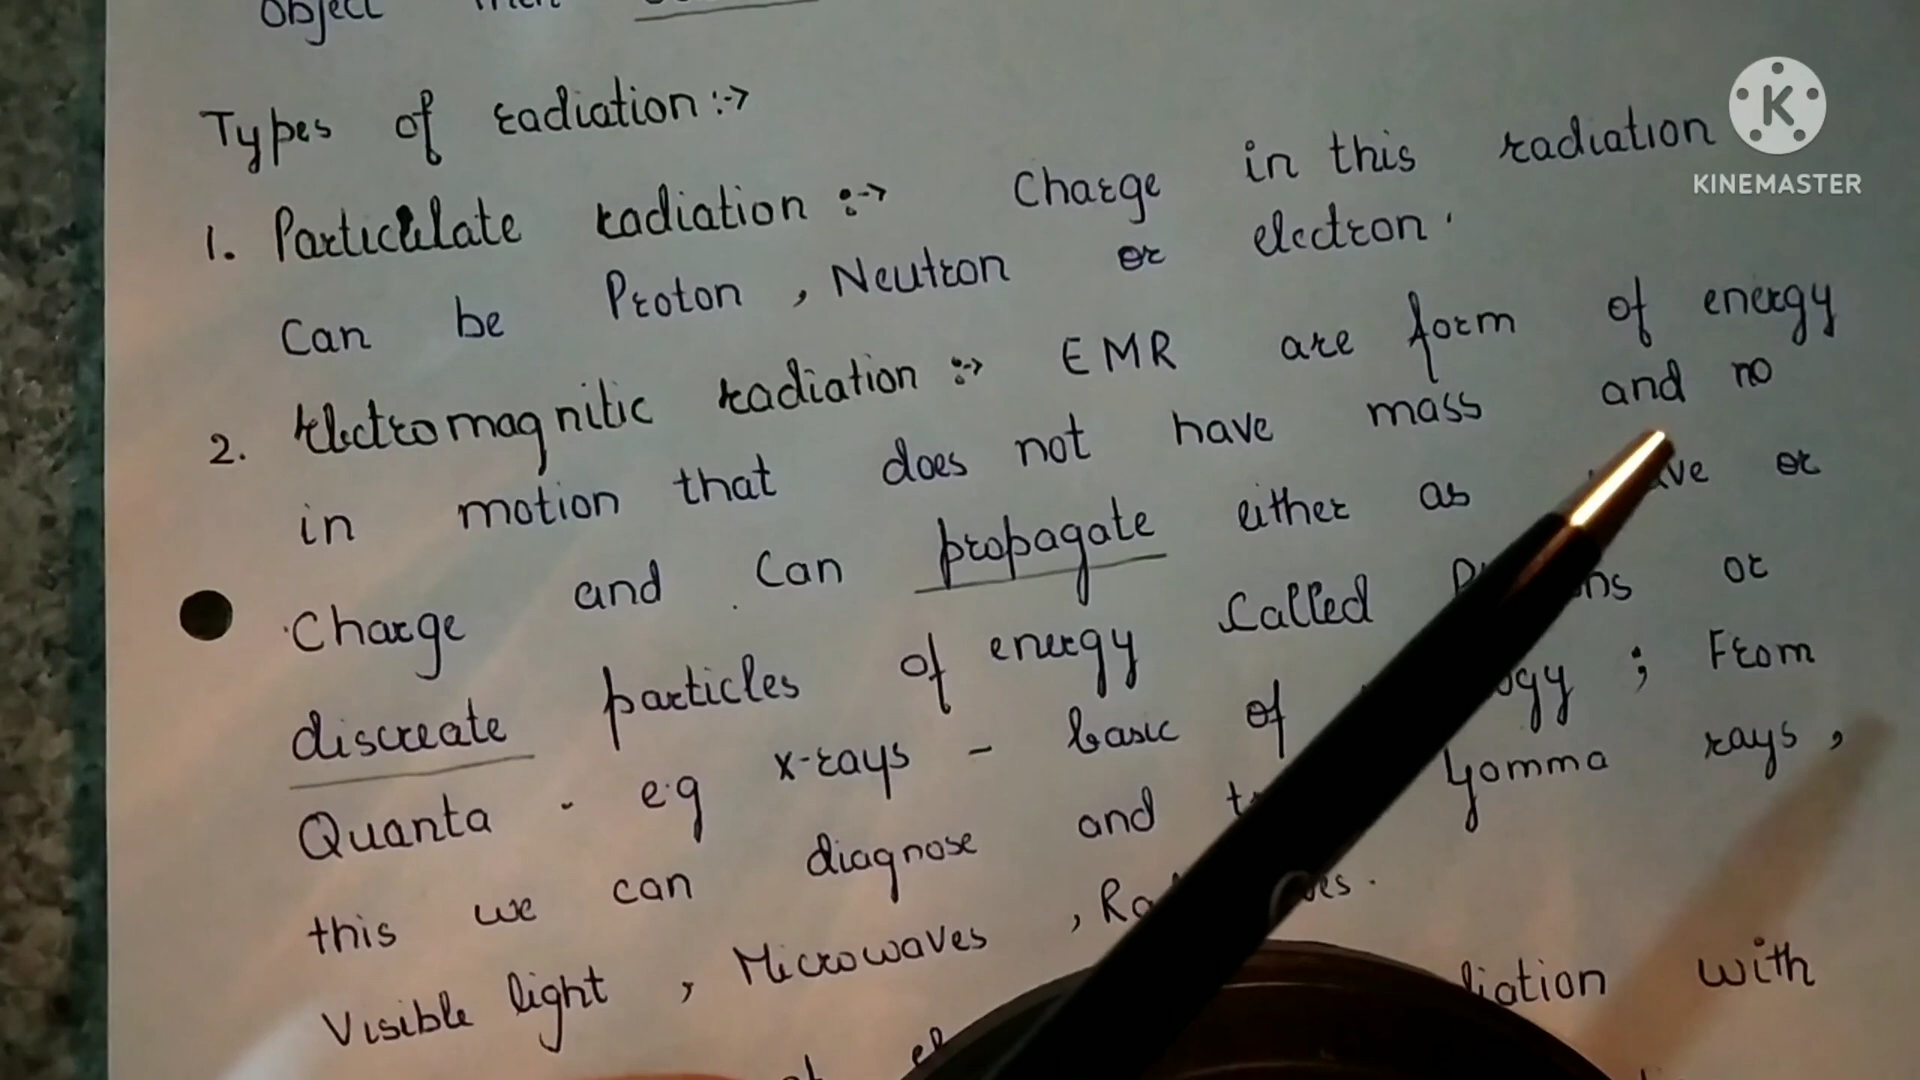 Object
Types of radiation :->
1. Particulate radiation :-> Charge in this radiation
can be Proton , Neutron or electron.
2. Electromagnitic radiation :-> EMR are form of energy
in motion that does not have mass and no
Charge and can propagate either as or
discreate particles of energy called or
Quanta - e.g x-rays - basic of ; From
this we can diagnose and Gomma rays ,
Visible light , Microwaves ,
with
K
KINEMASTER